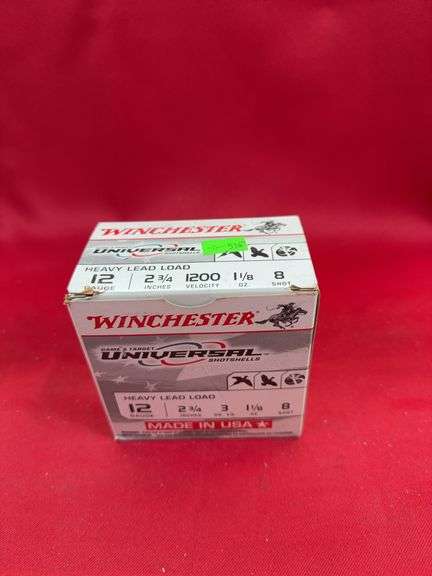 WINCHESTER
UNIVERSAL
SHOTSHELLS
HEAVY LEAD LOAD
12 2 3/4 1200 1 1/8 8
GAUGE INCHES VELOCITY OZ. SHOT
WINCHESTER
GAME & TARGET
UNIVERSAL™
SHOTSHELLS
HEAVY LEAD LOAD
12 2 3/4 3 1 1/8 8
GAUGE INCHES DR. EQ. OZ. SHOT
MADE IN USA